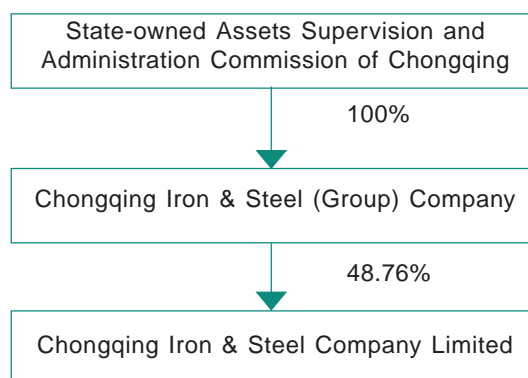 State-owned Assets Supervision and
Administration Commission of Chongqing
100%
Chongqing Iron & Steel (Group) Company
48.76%
Chongqing Iron & Steel Company Limited